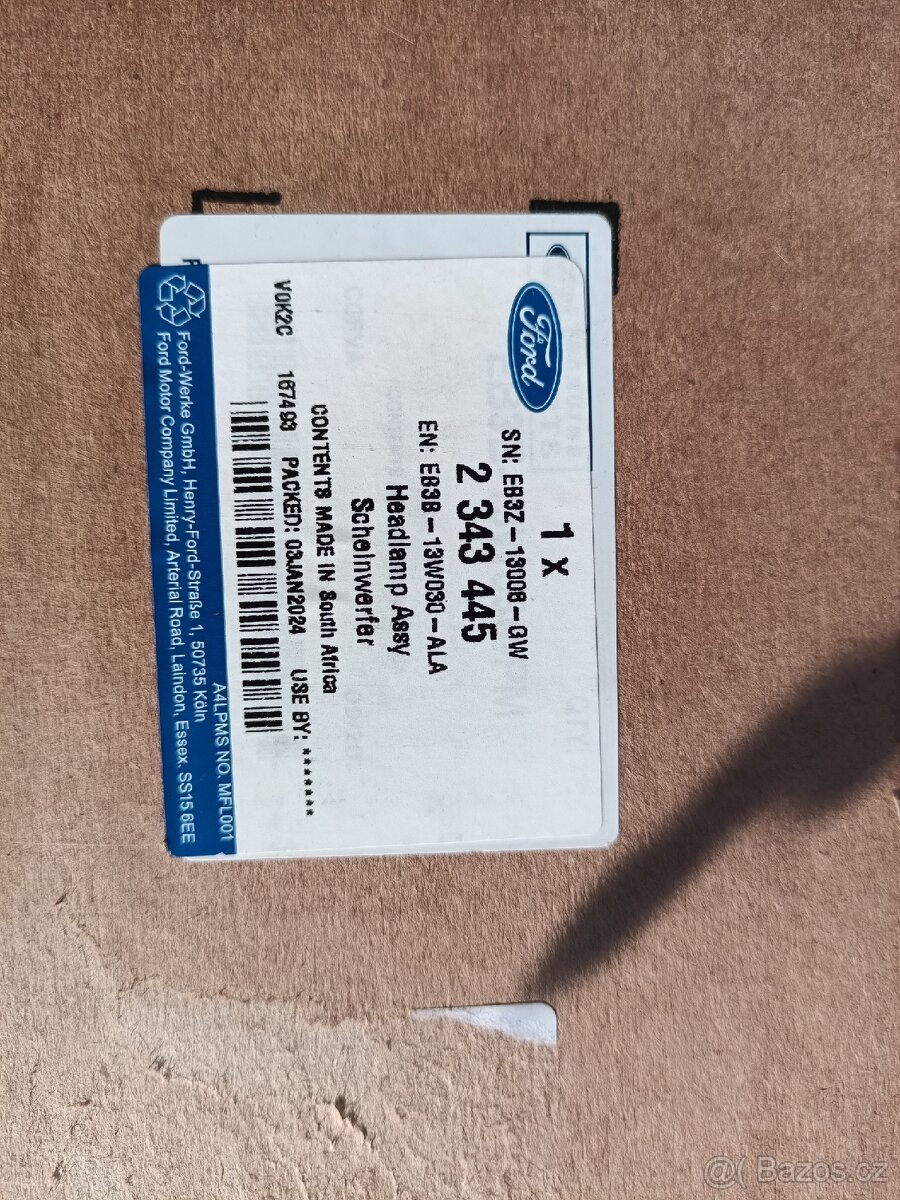 Ford
1 x
SN: EB3Z-13008-GW
2 343 445
EN: EB3B-13W030-ALA
Headlamp Assy
Scheinwerfer
CONTENTS MADE IN South Africa
V0K2C 167493 PACKED: 03JAN2024 USE BY: *******
A4LPMS NO. MFL001
Ford-Werke GmbH, Henry-Ford-Straße 1, 50735 Köln
Ford Motor Company Limited, Arterial Road, Laindon, Essex, SS15 6EE
QTY
@( Bazos.cz